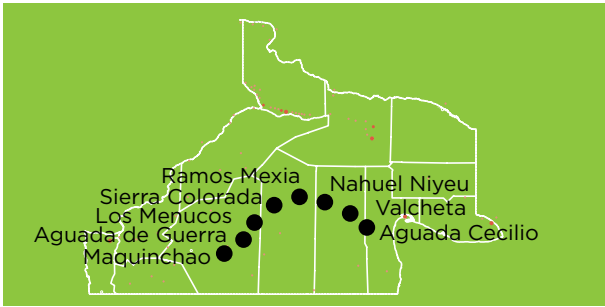 Ramos Mexia
Nahuel Niyeu
Sierra Colorada
Valcheta
Los Menucos
Aguada de Guerra
Aguada Cecilio
Maquinchao